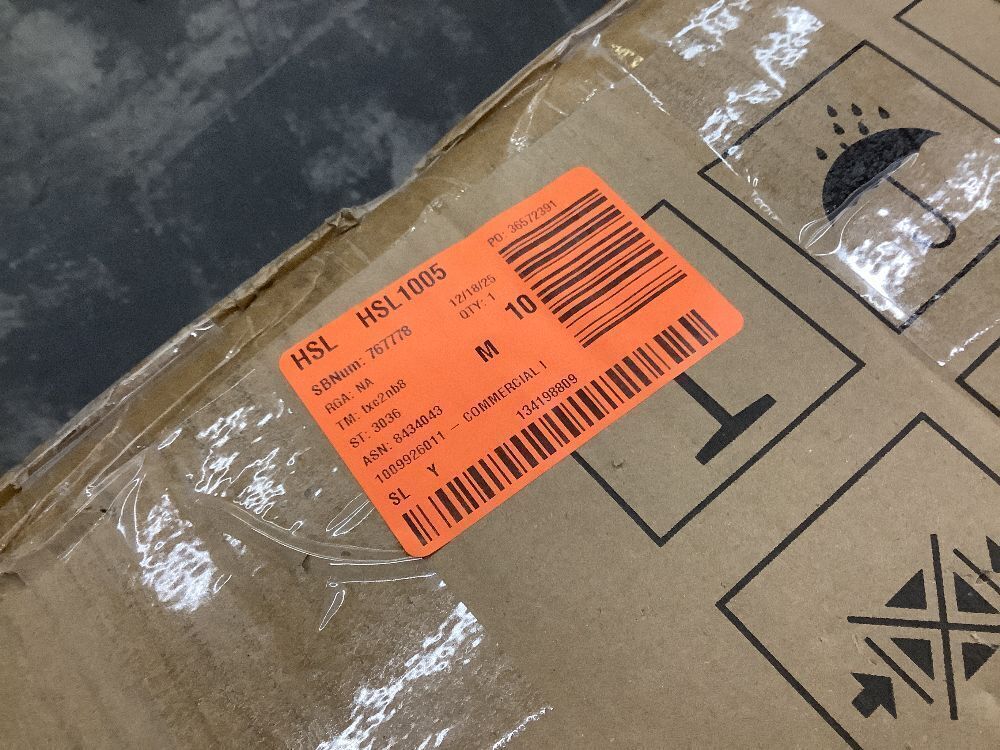 HSL HSL1005 PO: 36572391
SBNum: 767778 12/18/25
RGA: NA QTY: 1
TM: txc2nb8 M 10
ST: 3036
ASN: 8434043
1009926011 - COMMERCIAL I
SL Y 134198809